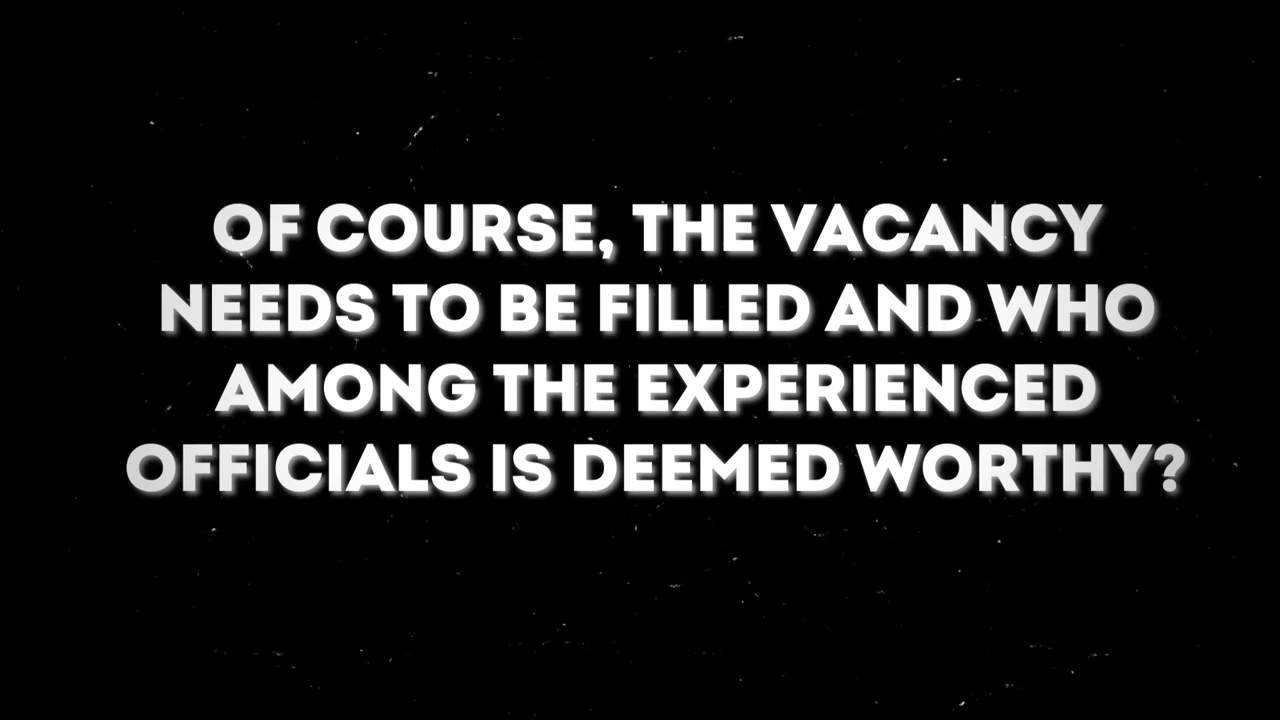 OF COURSE, THE VACANCY
NEEDS TO BE FILLED AND WHO
AMONG THE EXPERIENCED
OFFICIALS IS DEEMED WORTHY?